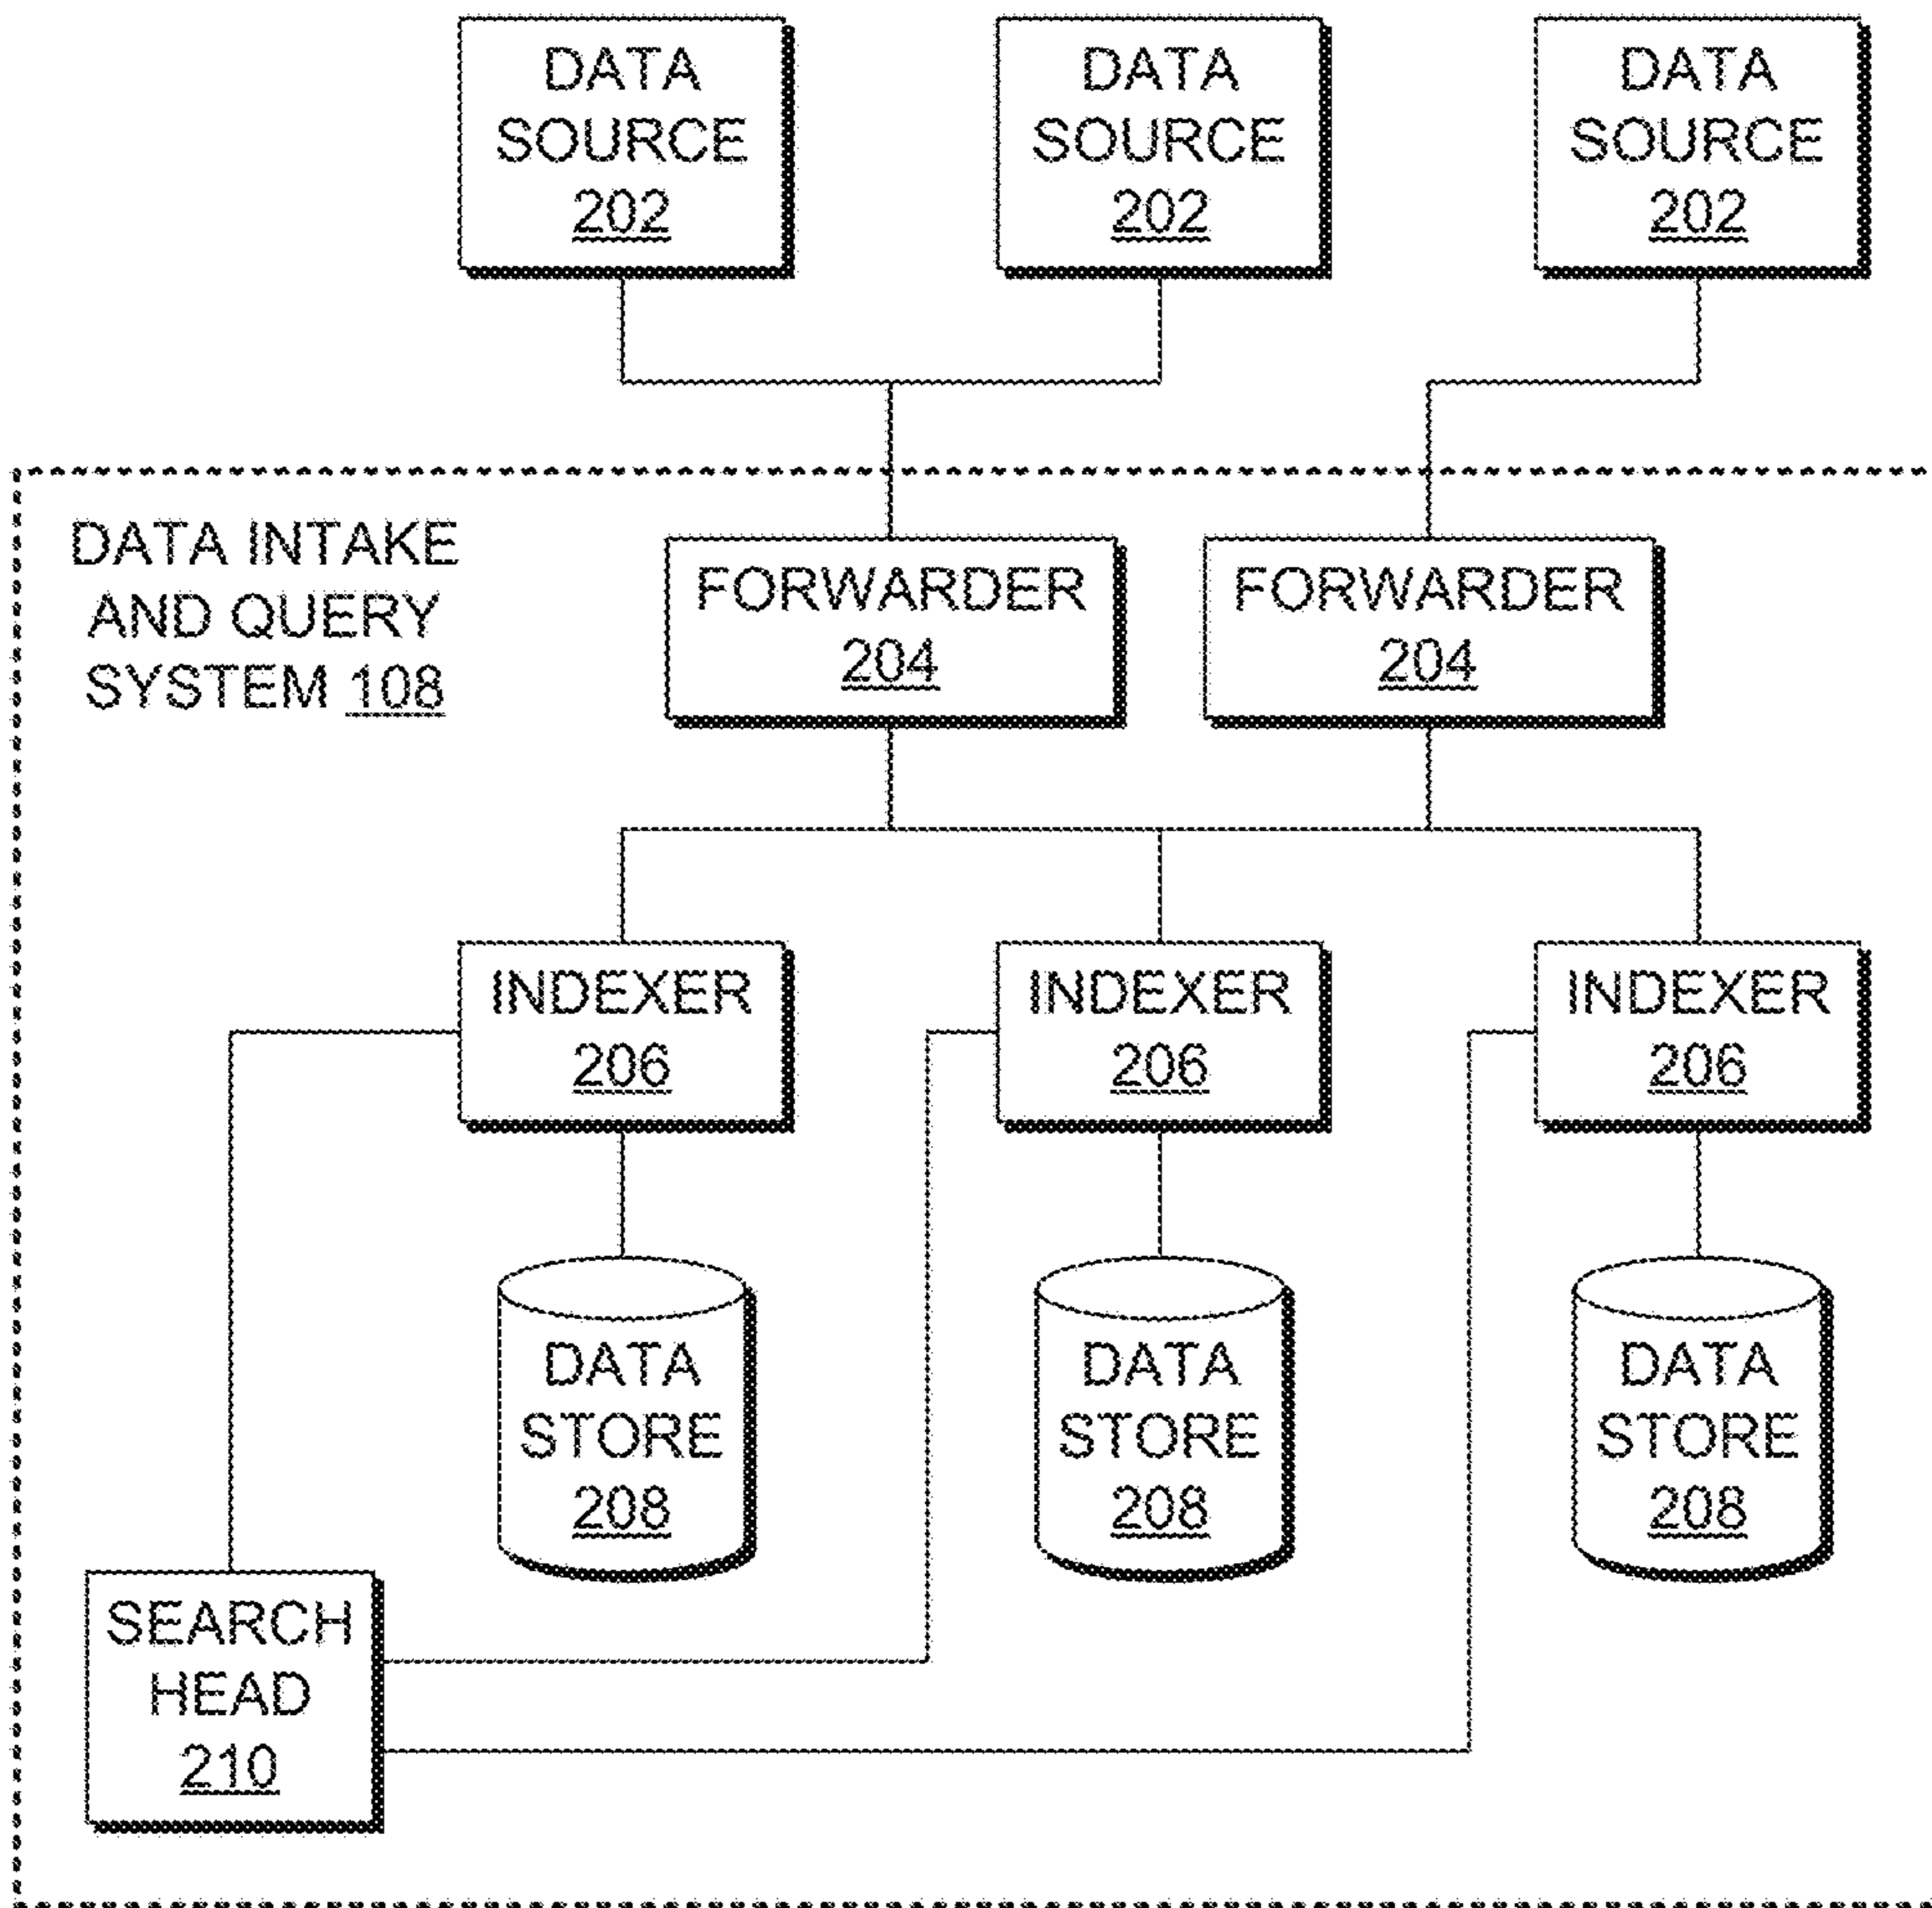 DATA
SOURCE
202
DATA
SOURCE
202
DATA
SOURCE
202
DATA INTAKE
AND QUERY
SYSTEM 108
FORWARDER
204
FORWARDER
204
INDEXER
206
INDEXER
206
INDEXER
206
DATA
STORE
208
DATA
STORE
208
DATA
STORE
208
SEARCH
HEAD
210